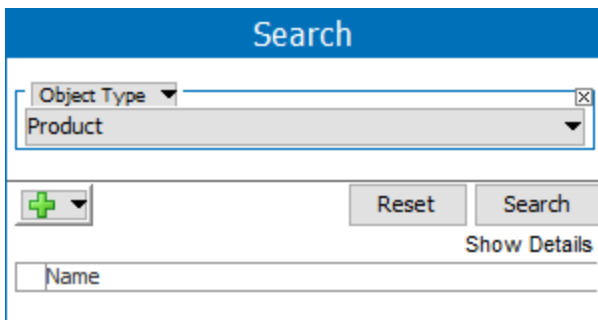 Search
Object Type
Product
Reset Search
Show Details
Name